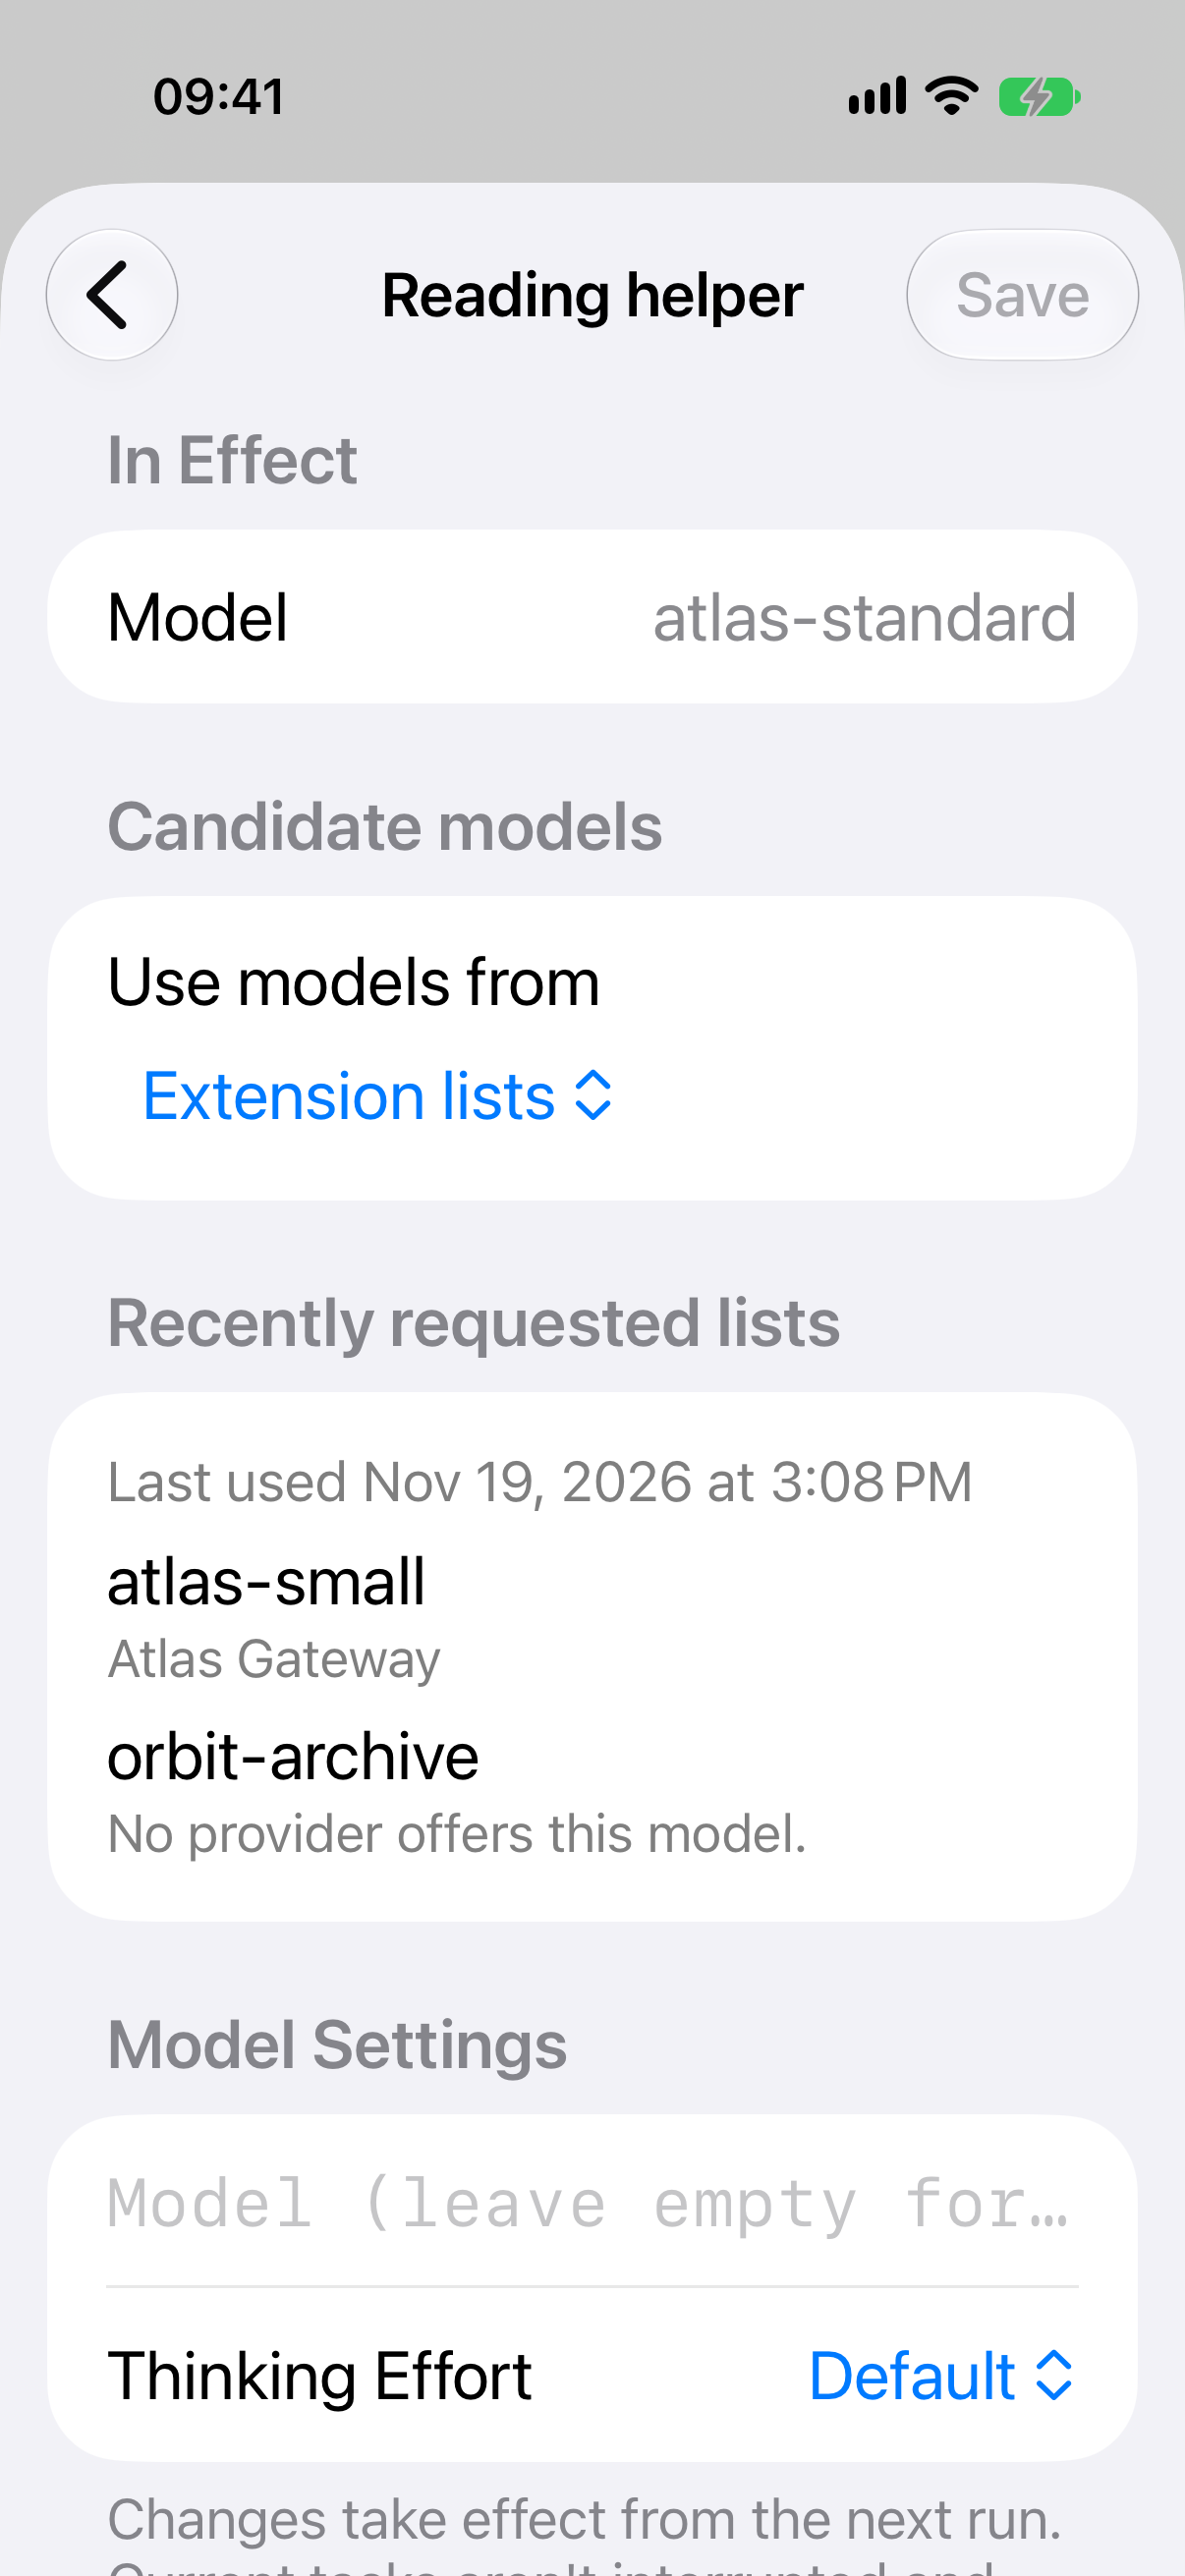 09:41
Reading helper
Save
In Effect
Model
atlas-standard
Candidate models
Use models from
Extension lists
Recently requested lists
Last used Nov 19, 2026 at 3:08 PM
atlas-small
Atlas Gateway
orbit-archive
No provider offers this model.
Model Settings
Model (leave empty for…
Thinking Effort
Default
Changes take effect from the next run.